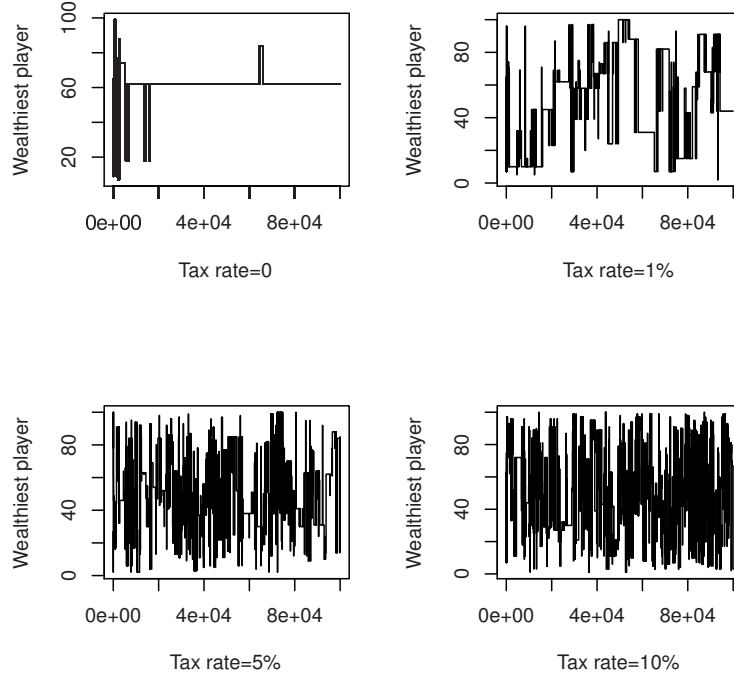 Wealthiest player
20 60 100
0e+00 4e+04 8e+04
Tax rate=0
Wealthiest player
0 40 80
0e+00 4e+04 8e+04
Tax rate=1%
Wealthiest player
0 40 80
0e+00 4e+04 8e+04
Tax rate=5%
Wealthiest player
0 40 80
0e+00 4e+04 8e+04
Tax rate=10%